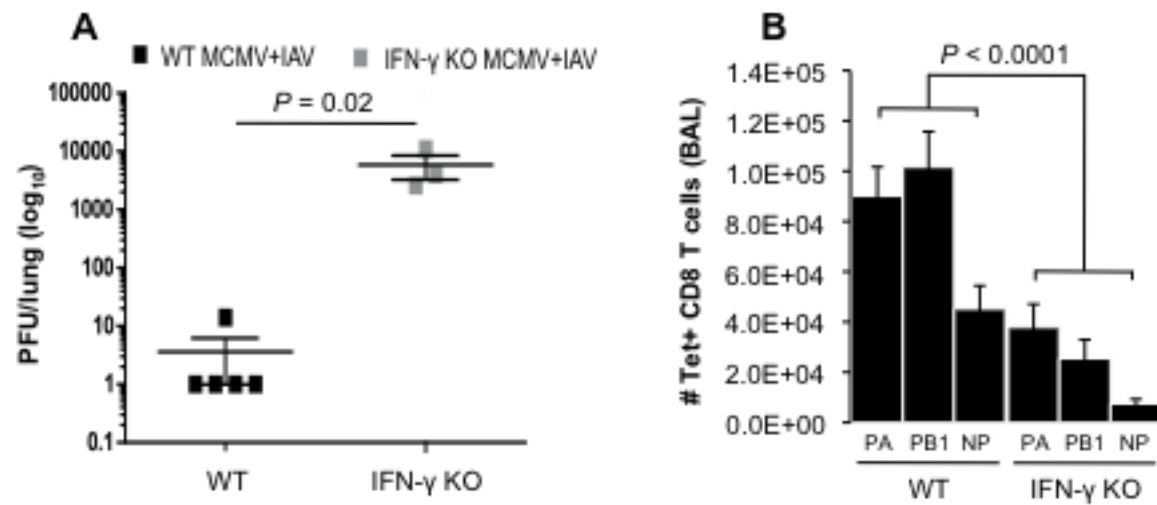 A
WT MCMV+IAV
IFN-γ KO MCMV+IAV
P = 0.02
PFU/lung (log10)
100000
10000
1000
100
10
1
0.1
WT
IFN-γ KO
B
P < 0.0001
# Tet+ CD8 T cells (BAL)
1.4E+05
1.2E+05
1.0E+05
8.0E+04
6.0E+04
4.0E+04
2.0E+04
0.0E+00
PA PB1 NP PA PB1 NP
WT IFN-γ KO